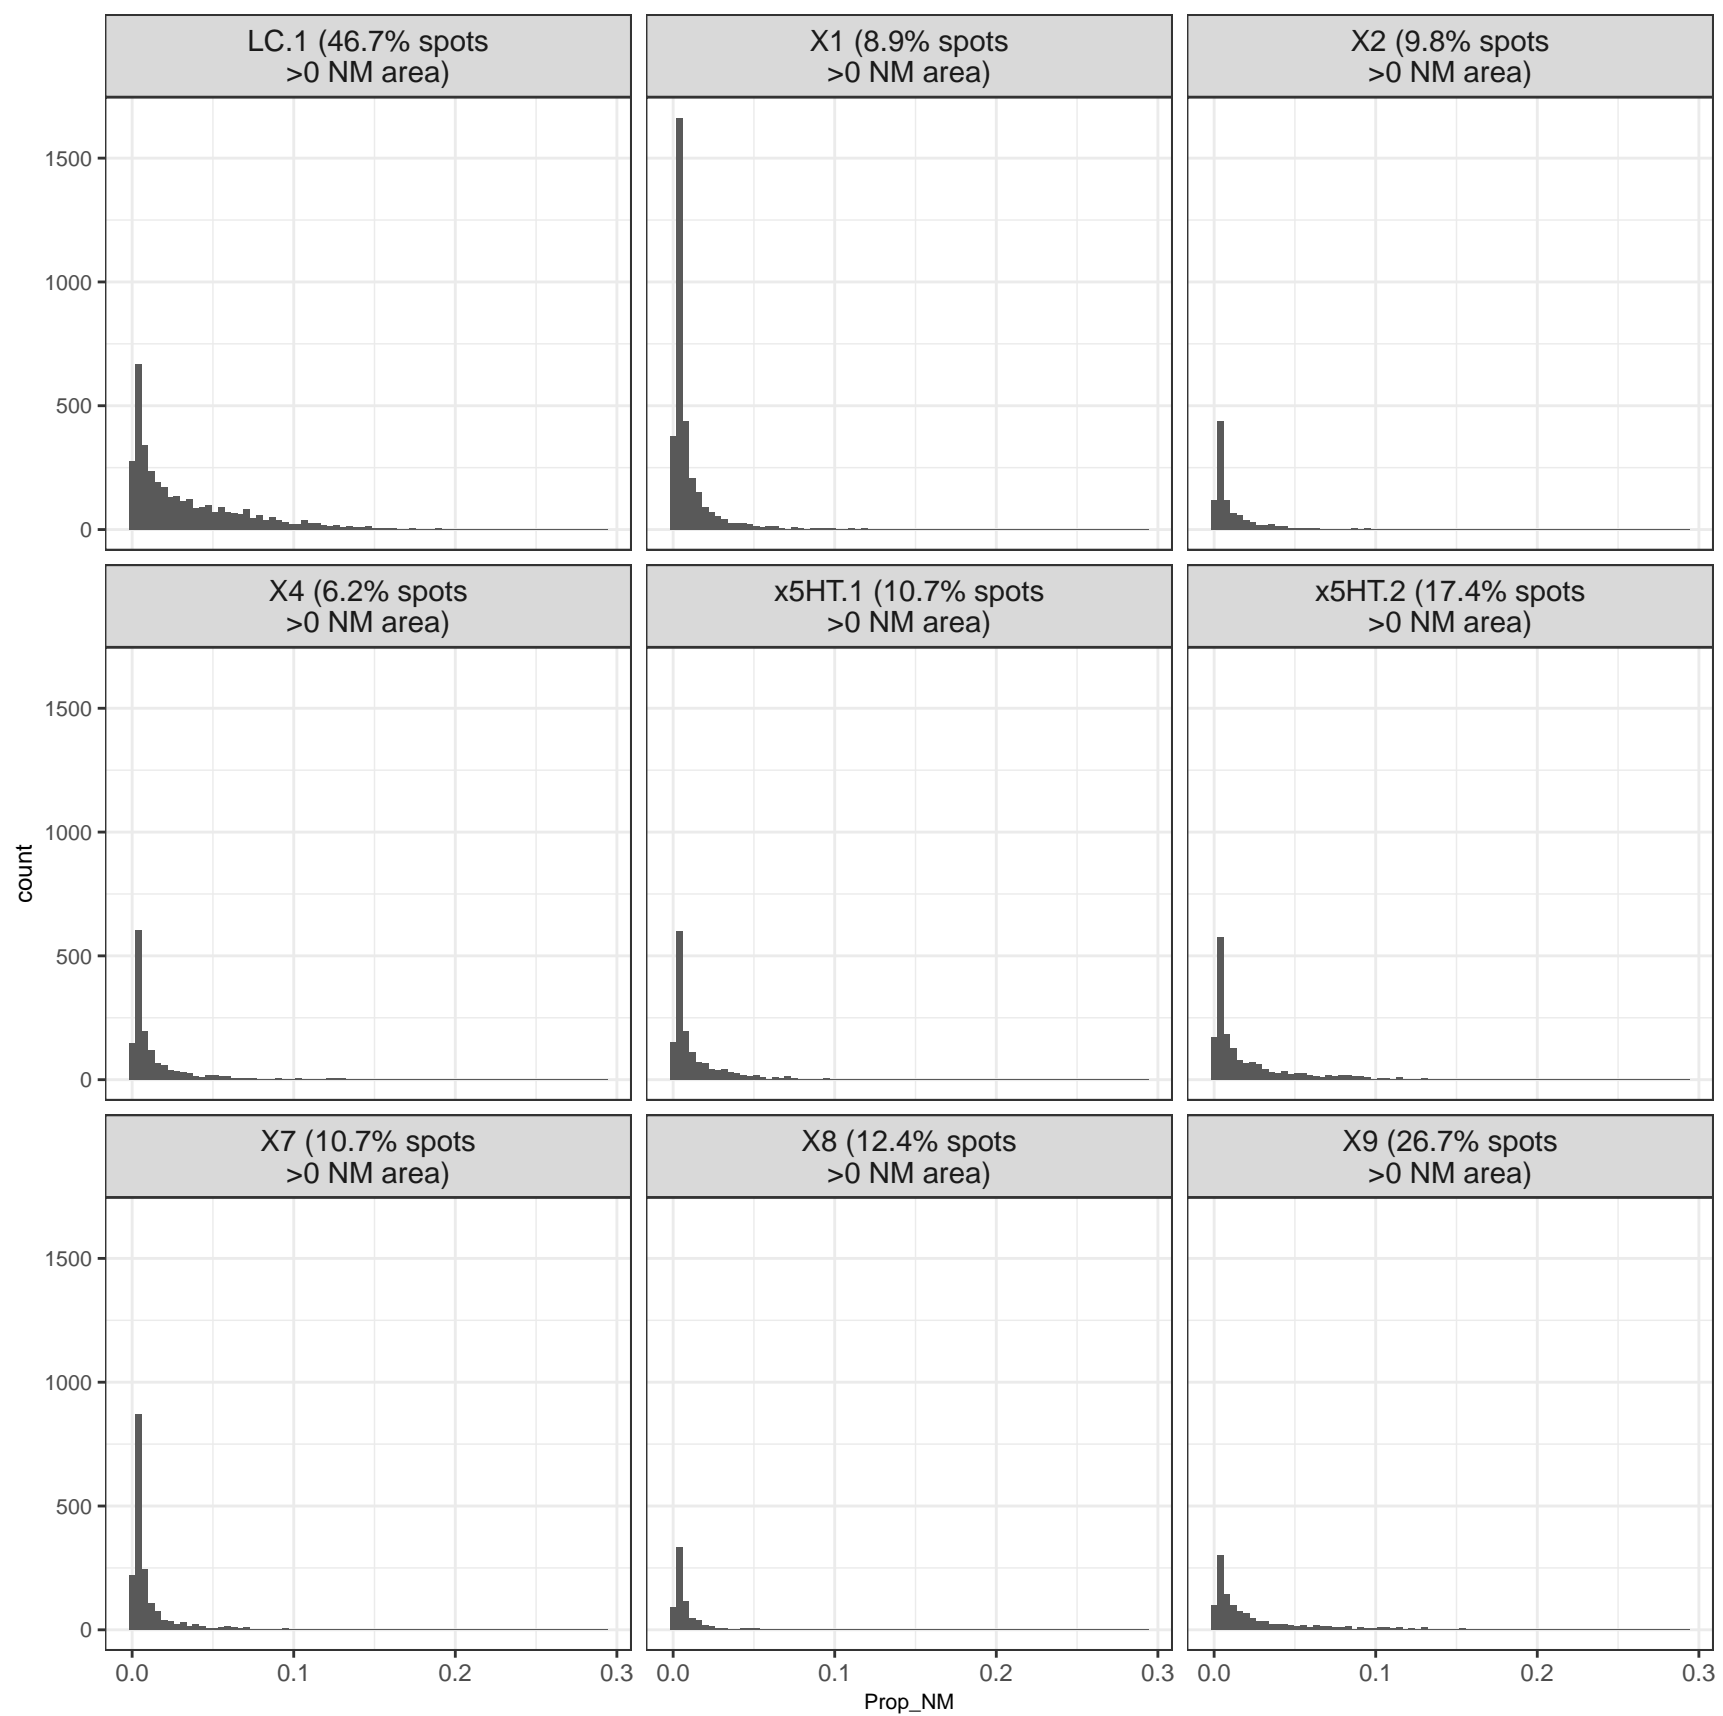 LC.1 (46.7% spots
>0 NM area)
X1 (8.9% spots
>0 NM area)
X2 (9.8% spots
>0 NM area)
1500
1000
500
0
X4 (6.2% spots
>0 NM area)
x5HT.1 (10.7% spots
>0 NM area)
x5HT.2 (17.4% spots
>0 NM area)
1500
1000
500
0
count
X7 (10.7% spots
>0 NM area)
X8 (12.4% spots
>0 NM area)
X9 (26.7% spots
>0 NM area)
1500
1000
500
0
0.0 0.1 0.2 0.3
0.0 0.1 0.2 0.3
0.0 0.1 0.2 0.3
Prop_NM